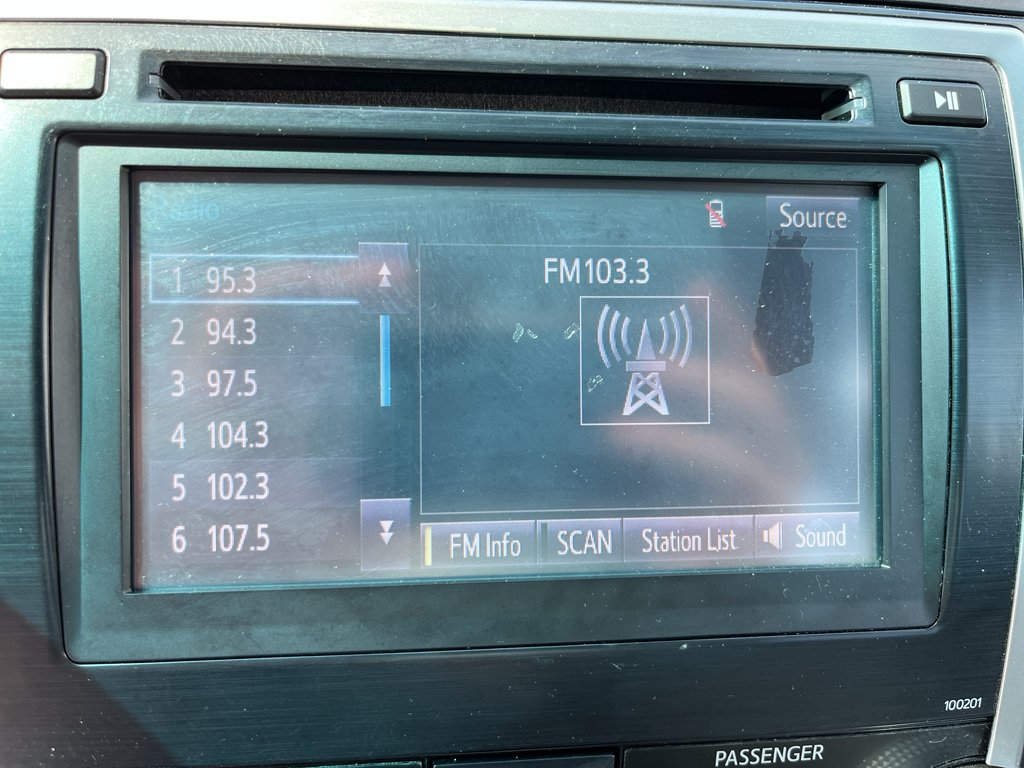 Radio
Source
1 95.3
2 94.3
3 97.5
4 104.3
5 102.3
6 107.5
FM103.3
FM Info
SCAN
Station List
Sound
100201
PASSENGER